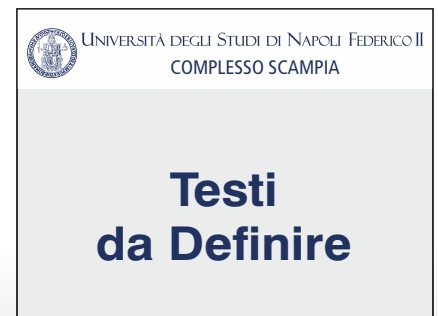 Università degli Studi di Napoli Federico II
COMPLESSO SCAMPIA
Testi
da Definire